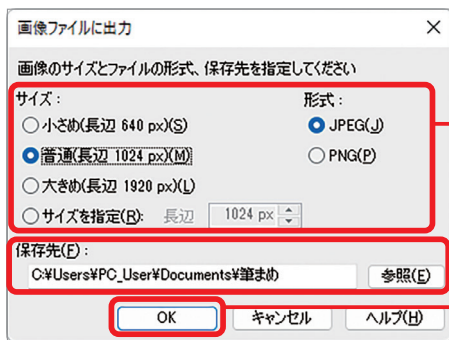 画像ファイルに出力
画像のサイズとファイルの形式、保存先を指定してください
サイズ： 形式：
小さめ(長辺 640 px)(S) JPEG(J)
普通(長辺 1024 px)(M) PNG(P)
大きめ(長辺 1920 px)(L)
サイズを指定(R): 長辺 1024 px
保存先(F)：
C:¥Users¥PC_User¥Documents¥筆まめ 参照(E)
OK キャンセル ヘルプ(H)